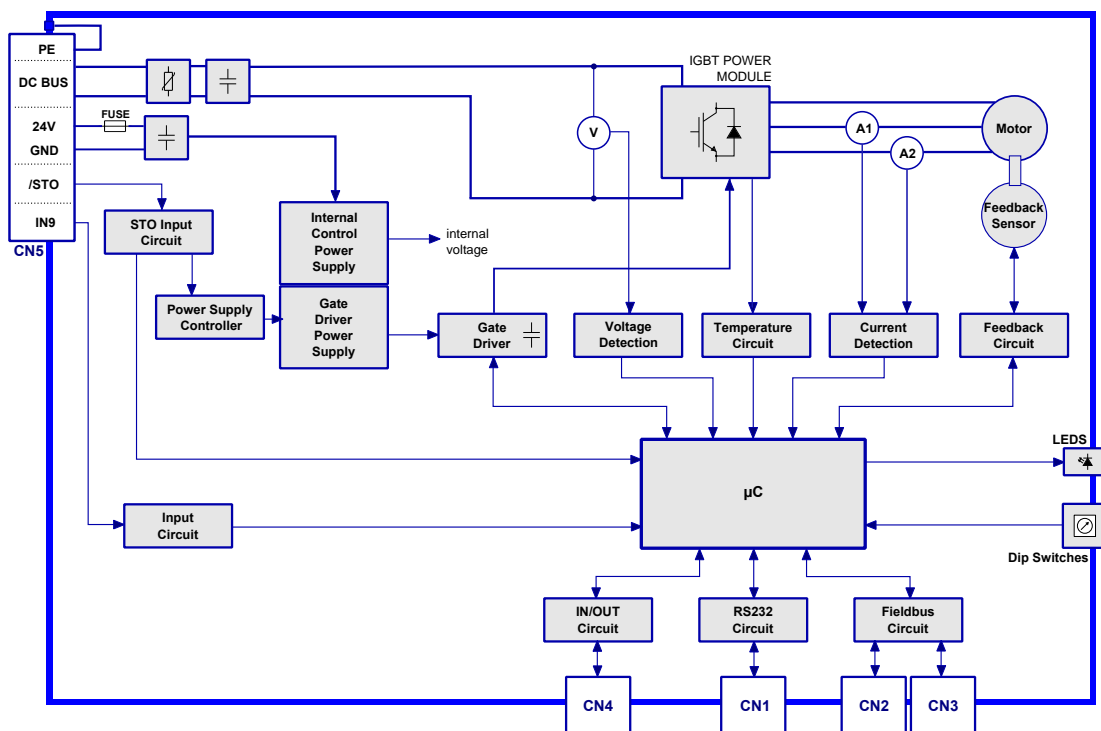 PE
DC BUS
24V
GND
/STO
IN9
CN5
FUSE
IGBT POWER
MODULE
V
A1
A2
Motor
Feedback
Sensor
STO Input
Circuit
Internal
Control
Power
Supply
internal
voltage
Power Supply
Controller
Gate
Driver
Power
Supply
Gate
Driver
Voltage
Detection
Temperature
Circuit
Current
Detection
Feedback
Circuit
µC
LEDS
Input
Circuit
Dip Switches
IN/OUT
Circuit
RS232
Circuit
Fieldbus
Circuit
CN4
CN1
CN2
CN3